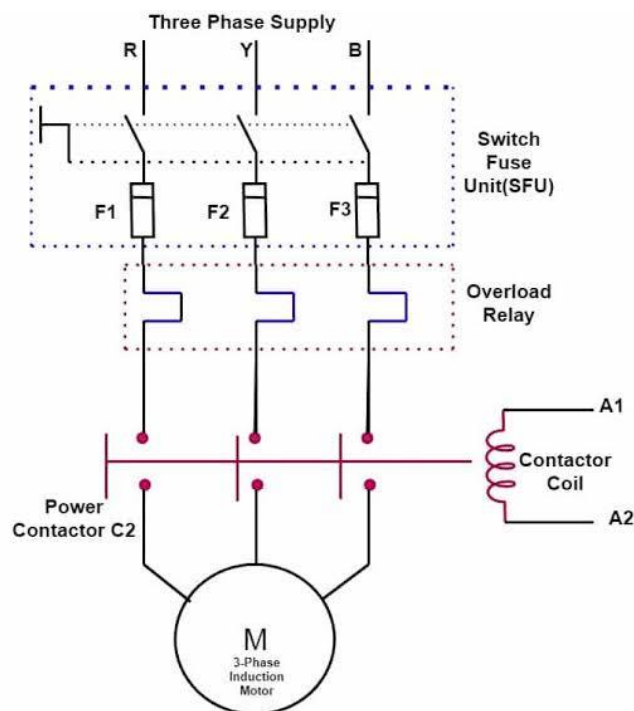 Three Phase Supply
R
Y
B
Switch
Fuse
Unit(SFU)
F1
F2
F3
Overload
Relay
A1
Contactor
Coil
A2
Power
Contactor C2
M
3-Phase
Induction
Motor